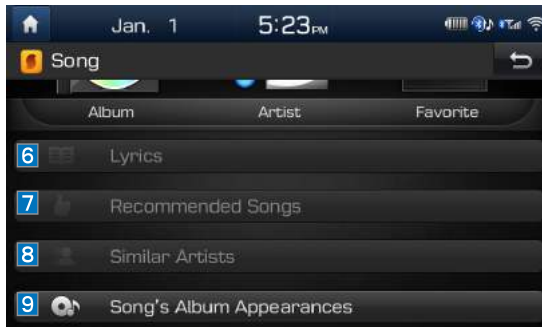 Jan. 1 5:23PM
Song
Album Artist Favorite
6 Lyrics
7 Recommended Songs
8 Similar Artists
9 Song's Album Appearances